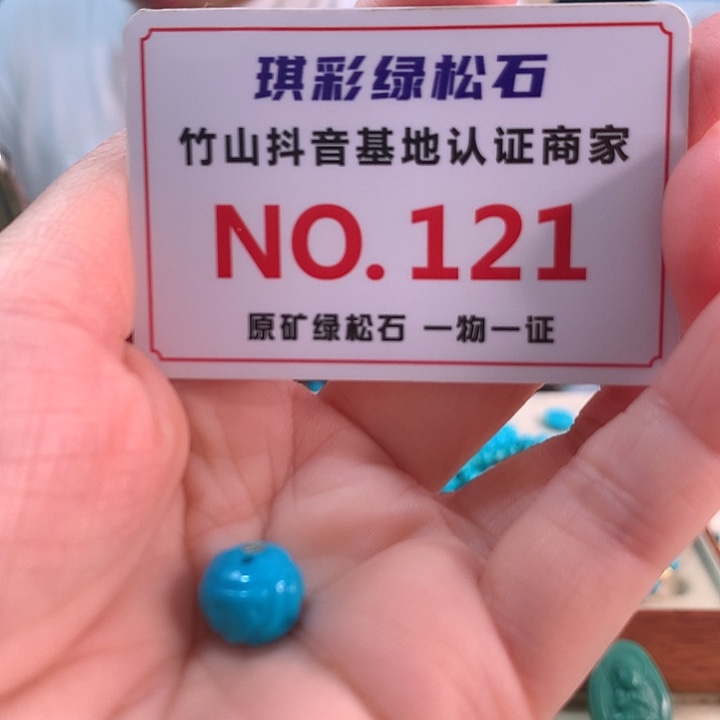 琪彩绿松石
竹山抖音基地认证商家
NO.121
原矿绿松石 一物一证